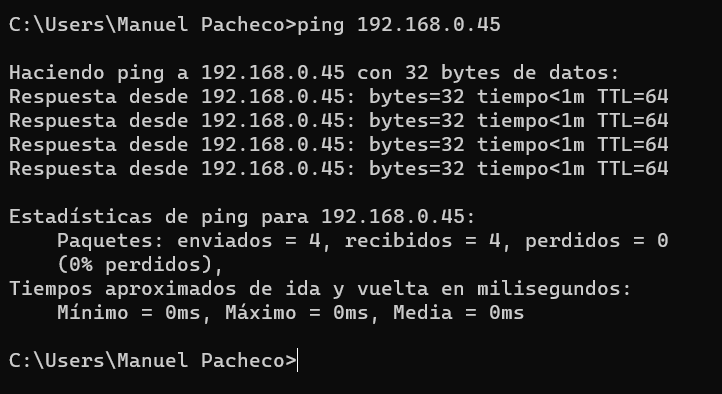 C:\Users\Manuel Pacheco>ping 192.168.0.45
Haciendo ping a 192.168.0.45 con 32 bytes de datos:
Respuesta desde 192.168.0.45: bytes=32 tiempo<1m TTL=64
Respuesta desde 192.168.0.45: bytes=32 tiempo<1m TTL=64
Respuesta desde 192.168.0.45: bytes=32 tiempo<1m TTL=64
Respuesta desde 192.168.0.45: bytes=32 tiempo<1m TTL=64
Estadísticas de ping para 192.168.0.45:
Paquetes: enviados = 4, recibidos = 4, perdidos = 0
(0% perdidos),
Tiempos aproximados de ida y vuelta en milisegundos:
Mínimo = 0ms, Máximo = 0ms, Media = 0ms
C:\Users\Manuel Pacheco>